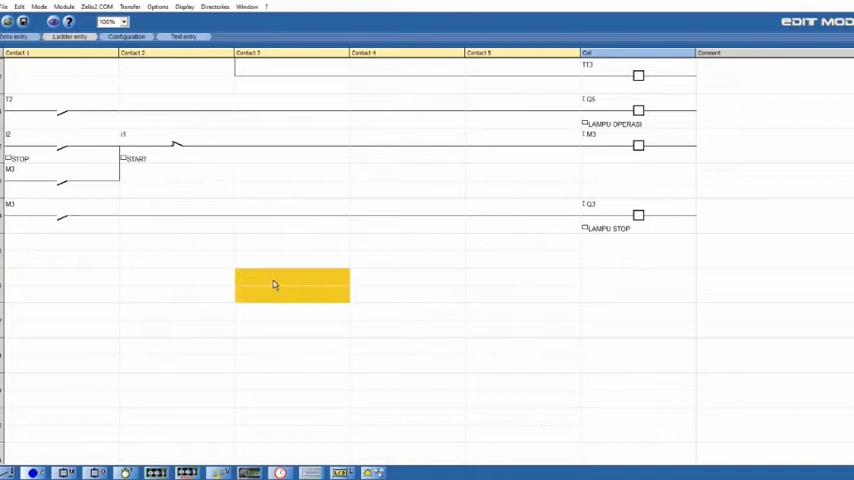 File Edit Mode Module Zelio2 COM Transfer Options Display Directories Window ?
100%
EDIT MOD
Zelio entry Ladder entry Configuration Text entry
Contact 1 Contact 2 Contact 3 Contact 4 Contact 5 Coil Comment
TT3
T2 [ Q5
LAMPU OPERASI
I2 i1 [ M3
STOP START
M3
M3 [ Q3
LAMPU STOP